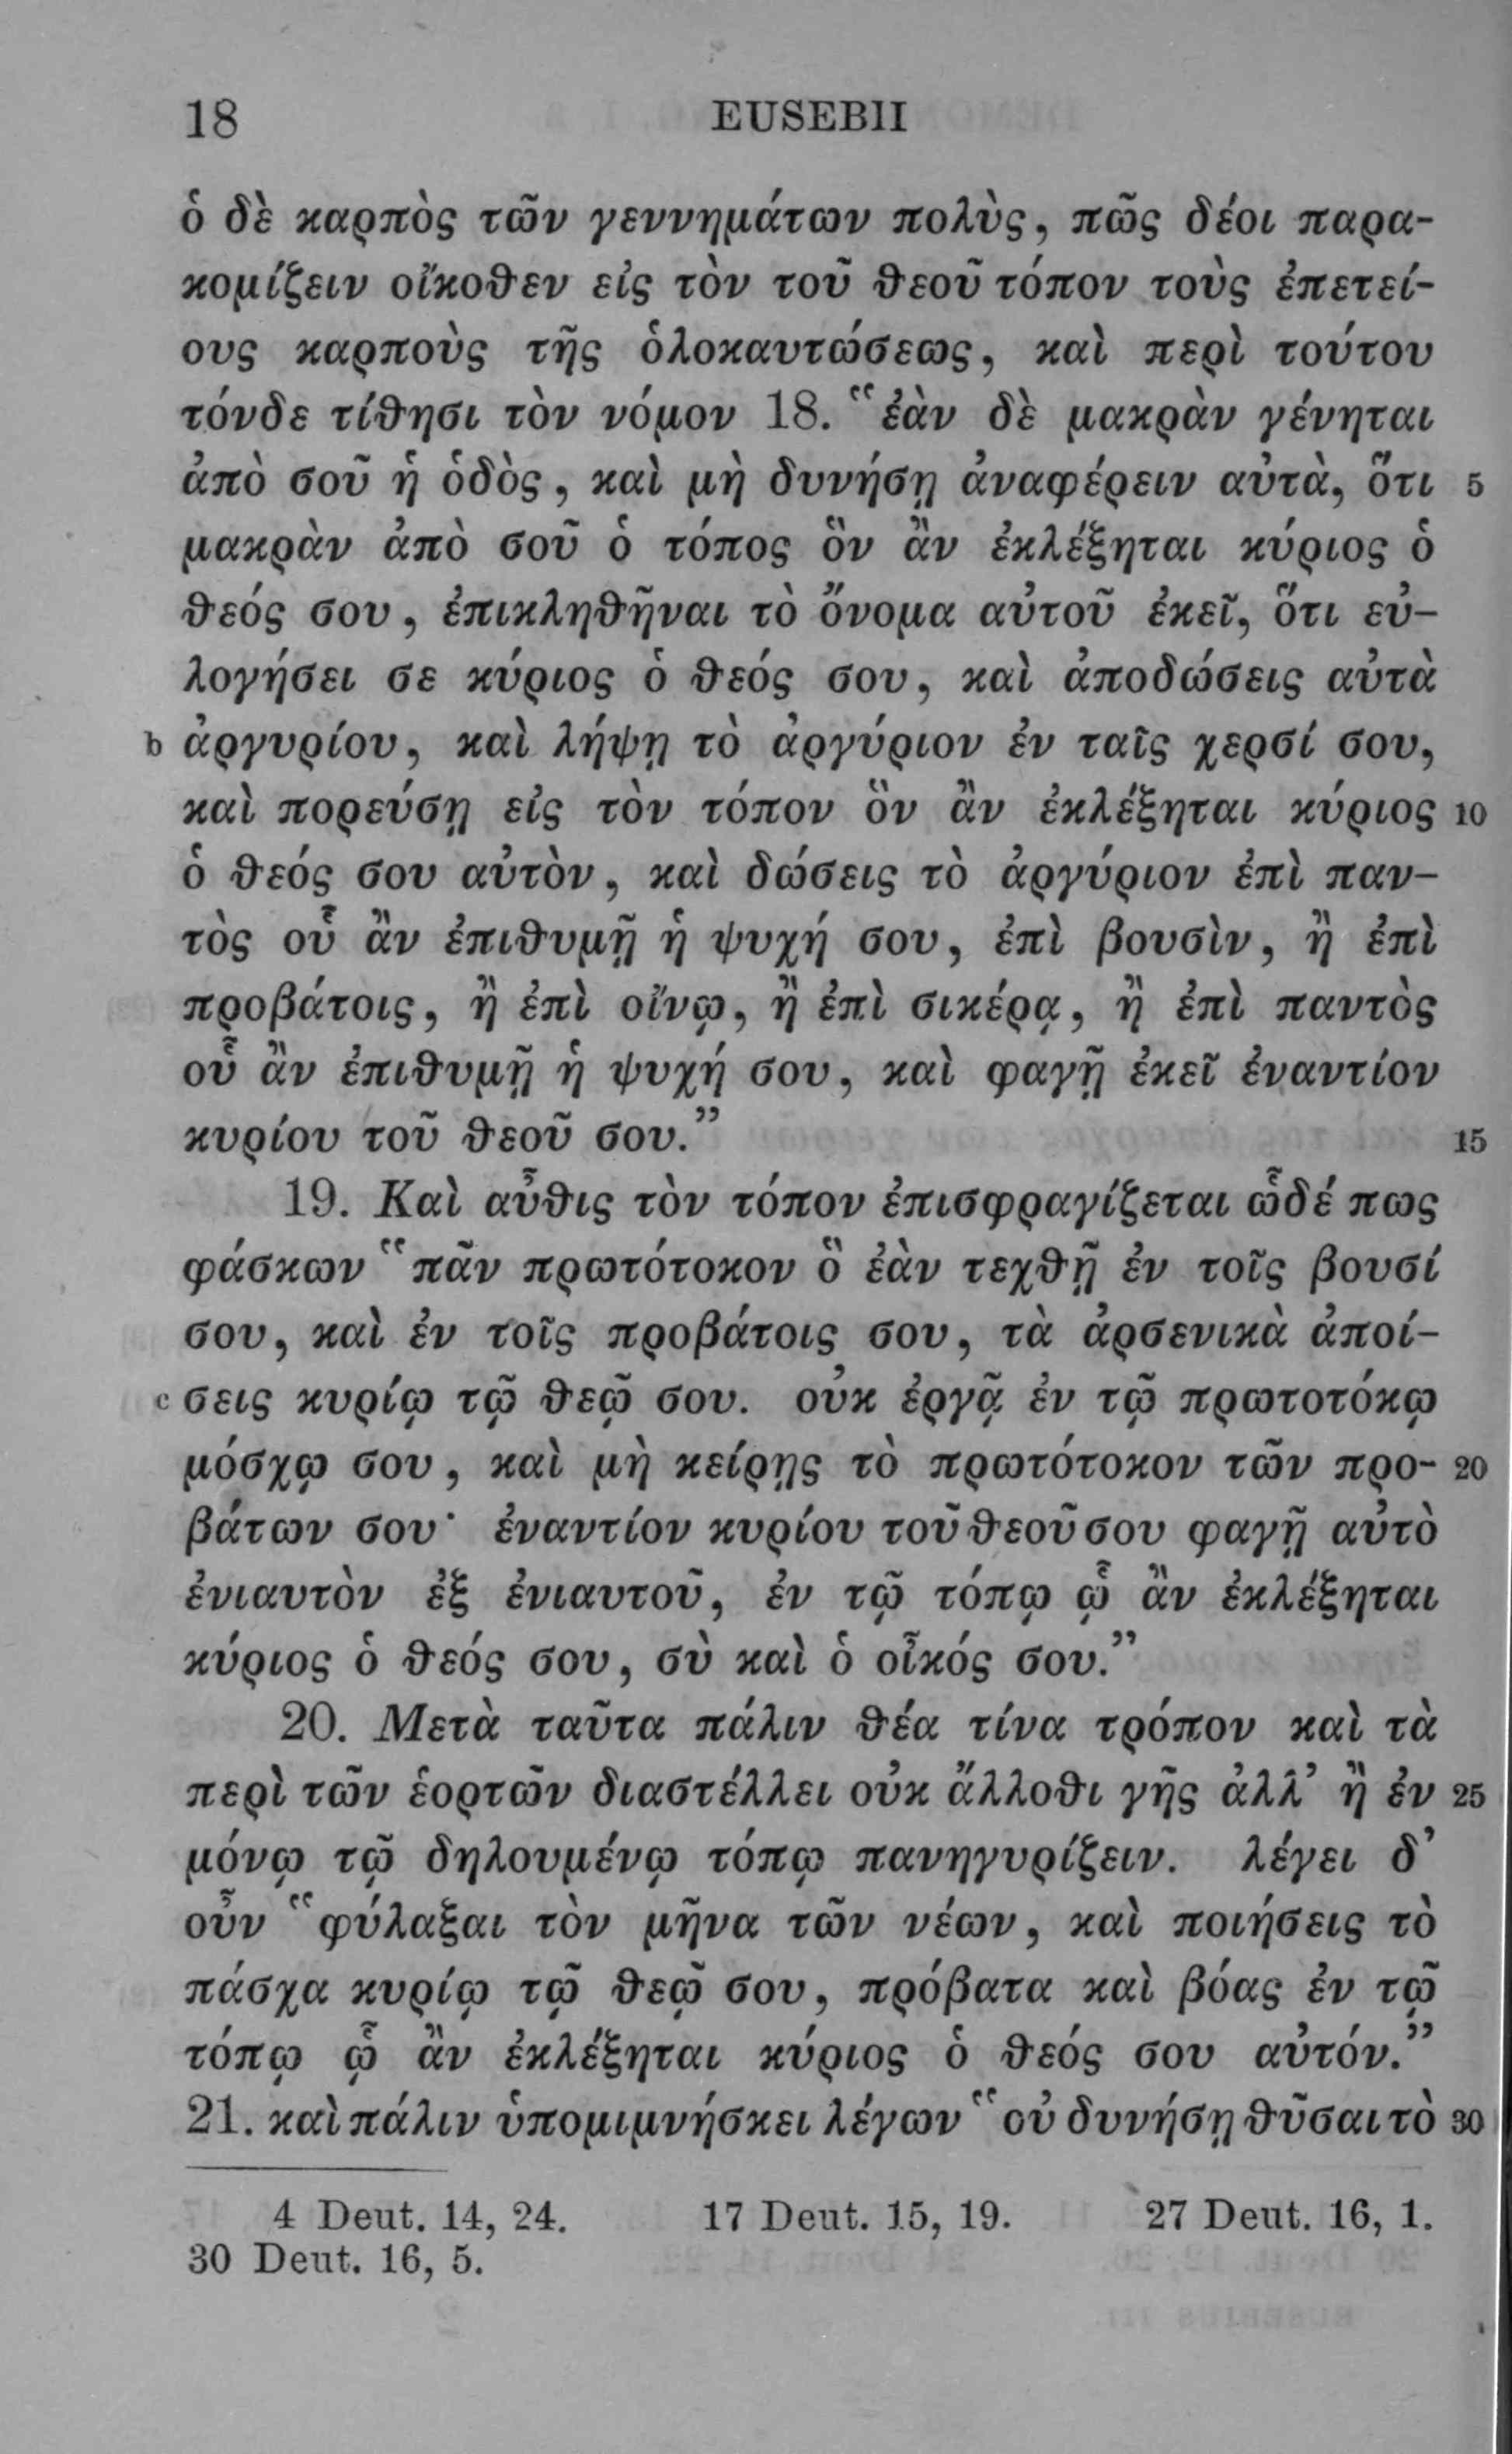 18 EUSEBII
ὁ δὲ καρπὸς τῶν γεννημάτων πολὺς, πῶς δέοι παρα-
κομίζειν οἴκοθεν εἰς τὸν τοῦ θεοῦ τόπον τοὺς ἐπετεί-
ους καρποὺς τῆς ὁλοκαυτώσεως, καὶ περὶ τούτου
τόνδε τίθησι τὸν νόμον 18. “ἐὰν δὲ μακρὰν γένηται
ἀπὸ σοῦ ἡ ὁδὸς, καὶ μὴ δυνήσῃ ἀναφέρειν αὐτὰ, ὅτι 5
μακρὰν ἀπὸ σοῦ ὁ τόπος ὃν ἂν ἐκλέξηται κύριος ὁ
θεός σου, ἐπικληθῆναι τὸ ὄνομα αὐτοῦ ἐκεῖ, ὅτι εὐ-
λογήσει σε κύριος ὁ θεός σου, καὶ ἀποδώσεις αὐτὰ
b ἀργυρίου, καὶ λήψῃ τὸ ἀργύριον ἐν ταῖς χερσί σου,
καὶ πορεύσῃ εἰς τὸν τόπον ὃν ἂν ἐκλέξηται κύριος 10
ὁ θεός σου αὐτὸν, καὶ δώσεις τὸ ἀργύριον ἐπὶ παν-
τὸς οὗ ἂν ἐπιθυμῇ ἡ ψυχή σου, ἐπὶ βουσὶν, ἢ ἐπὶ
προβάτοις, ἢ ἐπὶ οἴνῳ, ἢ ἐπὶ σικέρᾳ, ἢ ἐπὶ παντὸς
οὗ ἂν ἐπιθυμῇ ἡ ψυχή σου, καὶ φαγῇ ἐκεῖ ἐναντίον
κυρίου τοῦ θεοῦ σου.” 15
19. Καὶ αὖθις τὸν τόπον ἐπισφραγίζεται ὧδέ πως
φάσκων “πᾶν πρωτότοκον ὃ ἐὰν τεχθῇ ἐν τοῖς βουσί
σου, καὶ ἐν τοῖς προβάτοις σου, τὰ ἀρσενικὰ ἀποί-
c σεις κυρίῳ τῷ θεῷ σου. οὐκ ἐργᾷ ἐν τῷ πρωτοτόκῳ
μόσχῳ σου, καὶ μὴ κείρῃς τὸ πρωτότοκον τῶν προ- 20
βάτων σου· ἐναντίον κυρίου τοῦ θεοῦ σου φαγῇ αὐτὸ
ἐνιαυτὸν ἐξ ἐνιαυτοῦ, ἐν τῷ τόπῳ ᾧ ἂν ἐκλέξηται
κύριος ὁ θεός σου, σὺ καὶ ὁ οἶκός σου.”
20. Μετὰ ταῦτα πάλιν θέα τίνα τρόπον καὶ τὰ
περὶ τῶν ἑορτῶν διαστέλλει οὐκ ἄλλοθι γῆς ἀλλ’ ἢ ἐν 25
μόνῳ τῷ δηλουμένῳ τόπῳ πανηγυρίζειν. λέγει δ’
οὖν “φύλαξαι τὸν μῆνα τῶν νέων, καὶ ποιήσεις τὸ
πάσχα κυρίῳ τῷ θεῷ σου, πρόβατα καὶ βόας ἐν τῷ
τόπῳ ᾧ ἂν ἐκλέξηται κύριος ὁ θεός σου αὐτόν.”
21. καὶ πάλιν ὑπομιμνήσκει λέγων “οὐ δυνήσῃ θῦσαι τὸ 30
4 Deut. 14, 24. 17 Deut. 15, 19. 27 Deut. 16, 1.
30 Deut. 16, 5.